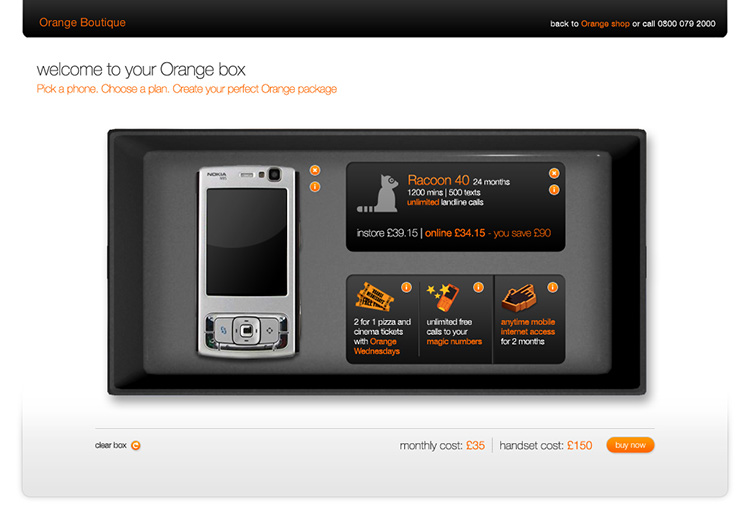 Orange Boutique
back to Orange shop or call 0800 079 2000
welcome to your Orange box
Pick a phone. Choose a plan. Create your perfect Orange package
NOKIA
Racoon 40 24 months
1200 mins | 500 texts
unlimited landline calls
instore £39.15 | online £34.15 - you save £90
2 for 1 pizza and
cinema tickets
with Orange
Wednesdays
unlimited free
calls to your
magic numbers
anytime mobile
internet access
for 2 months
clear box
monthly cost: £35
handset cost: £150
buy now